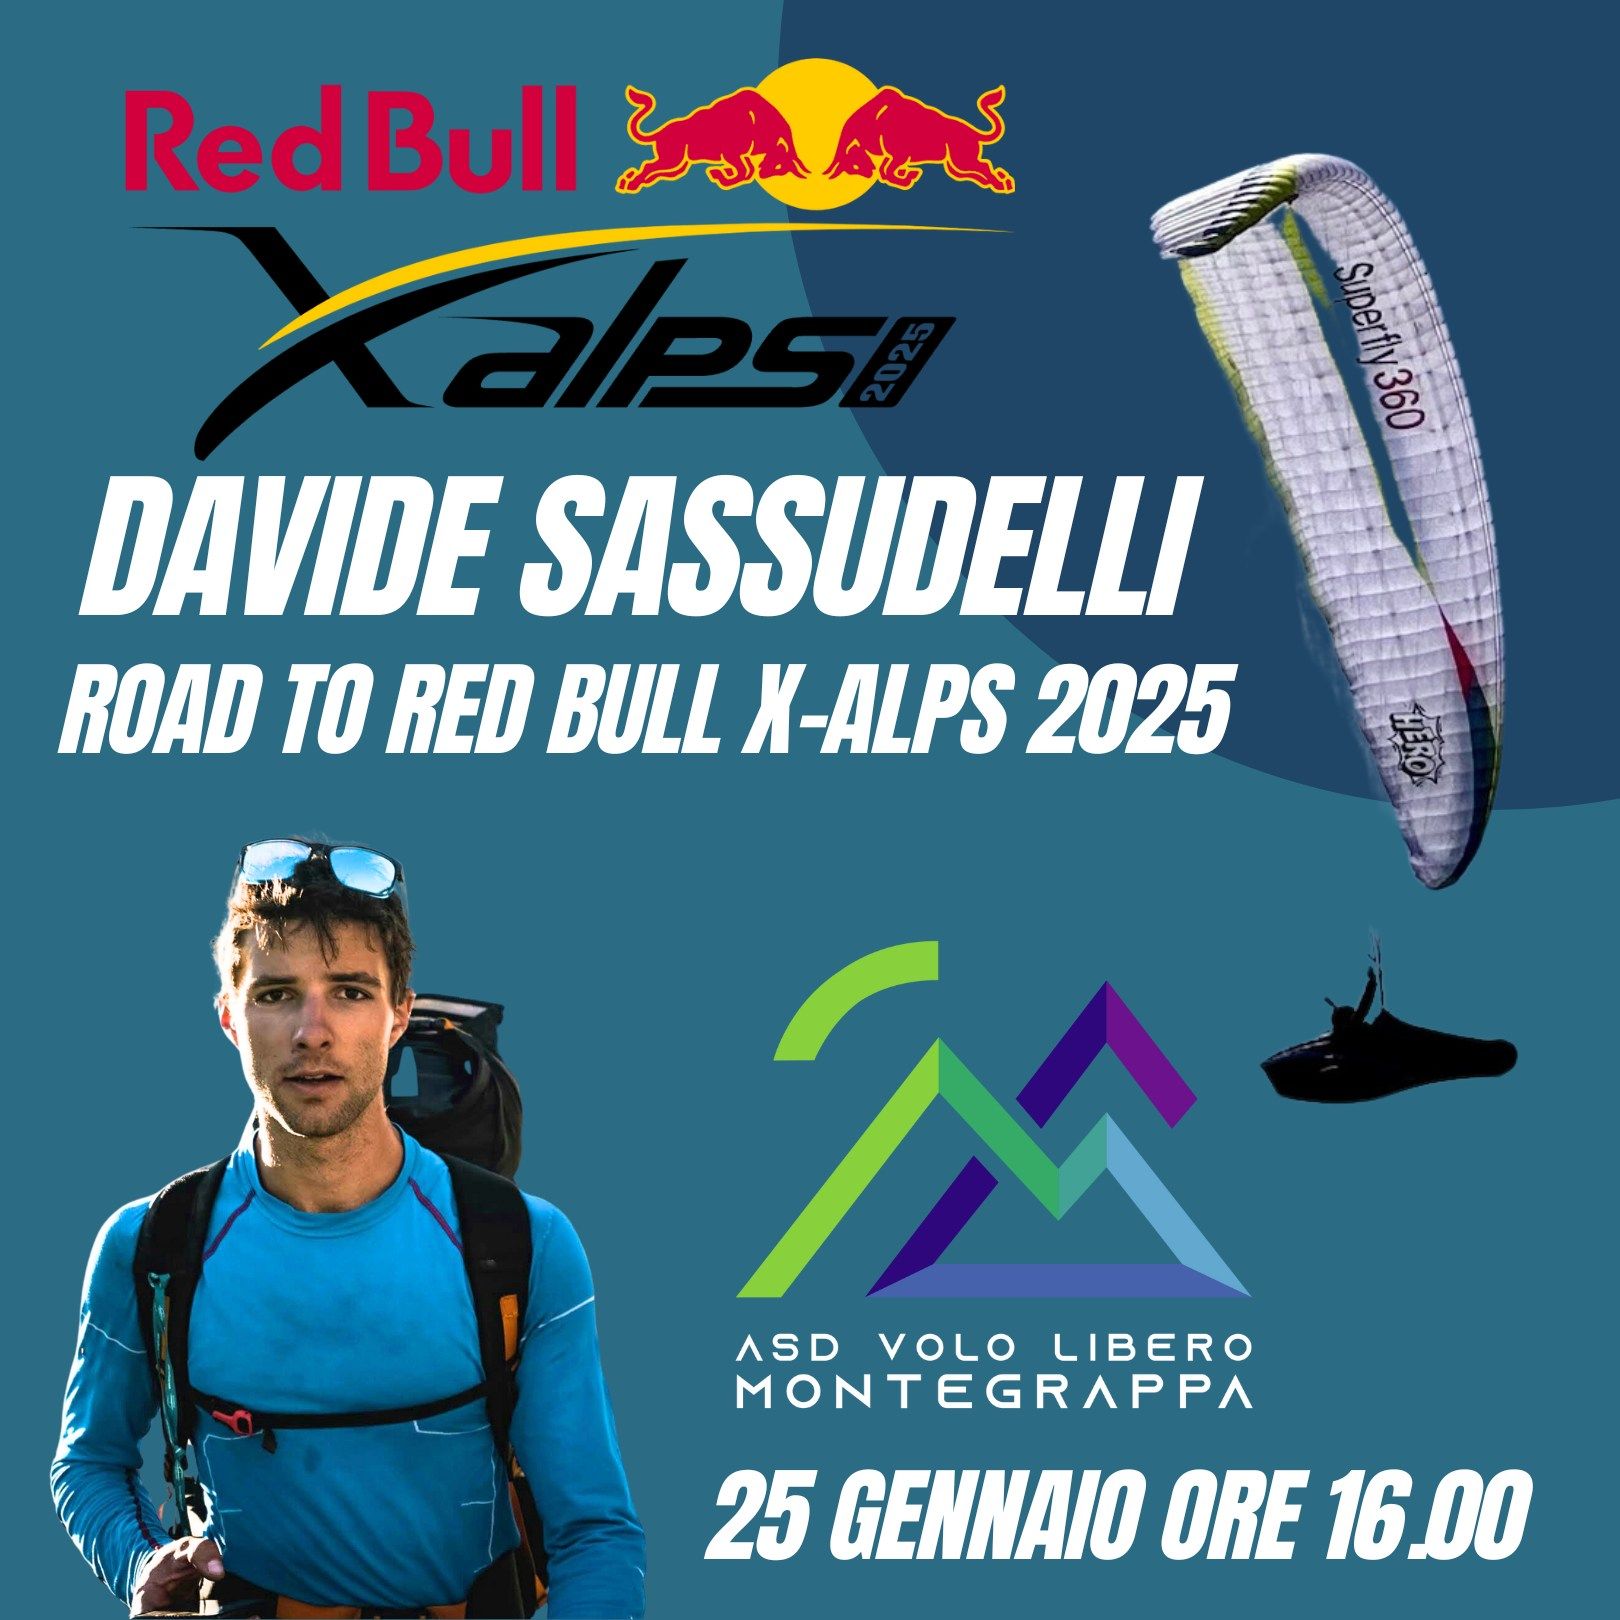 Red Bull
Xalps 2025
Superfly 360
HERO
DAVIDE SASSUDELLI
ROAD TO RED BULL X-ALPS 2025
ASD VOLO LIBERO
MONTEGRAPPA
25 GENNAIO ORE 16.00